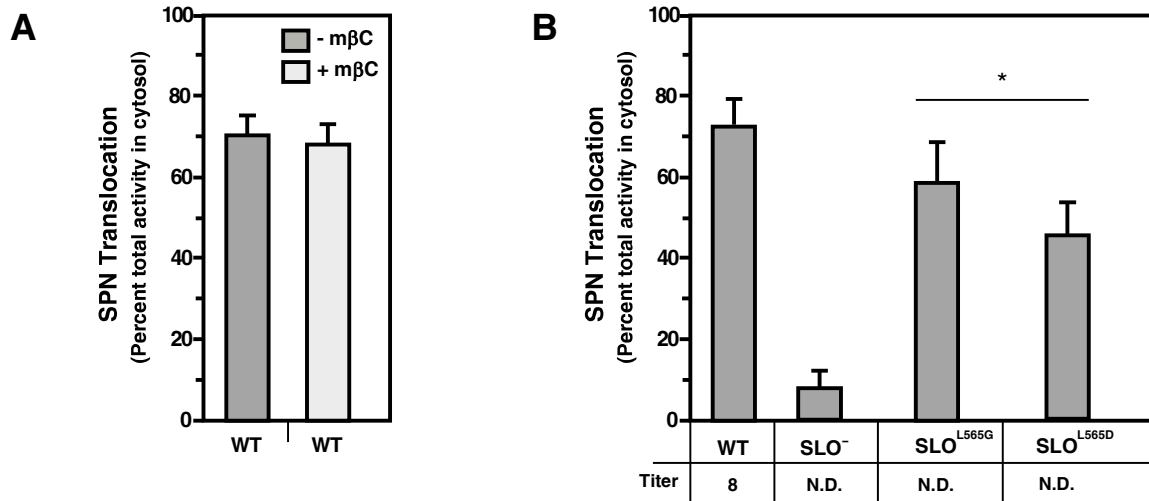 A
SPN Translocation
(Percent total activity in cytosol)
100
80
60
40
20
0
- mβC
+ mβC
WT WT
B
SPN Translocation
(Percent total activity in cytosol)
100
80
60
40
20
0
*
WT SLO⁻ SLO^L565G SLO^L565D
Titer 8 N.D. N.D. N.D.